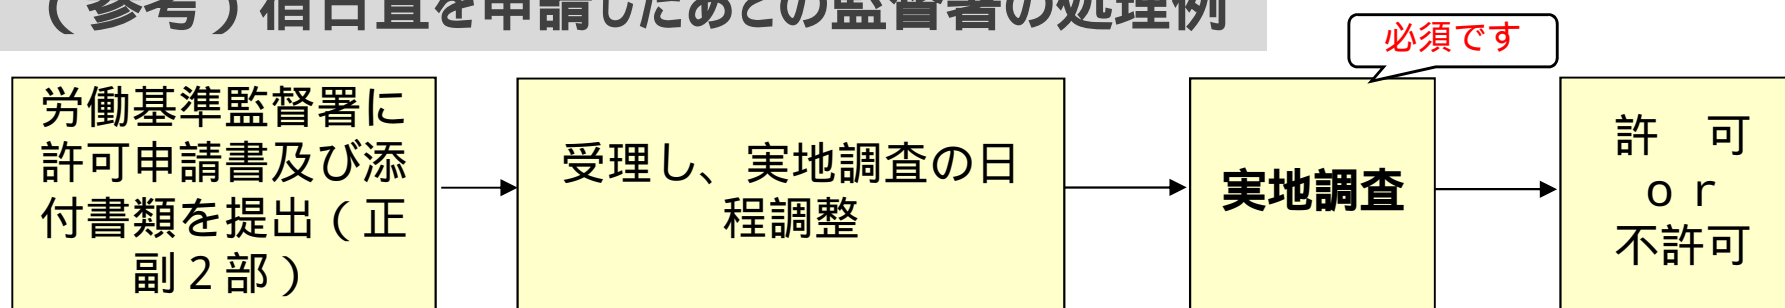 （参考）宿日直を申請したあとの監督署の処理例
必須です
労働基準監督署に
許可申請書及び添
付書類を提出（正
副２部）
受理し、実地調査の日
程調整
実地調査
許　可
ｏｒ
不許可